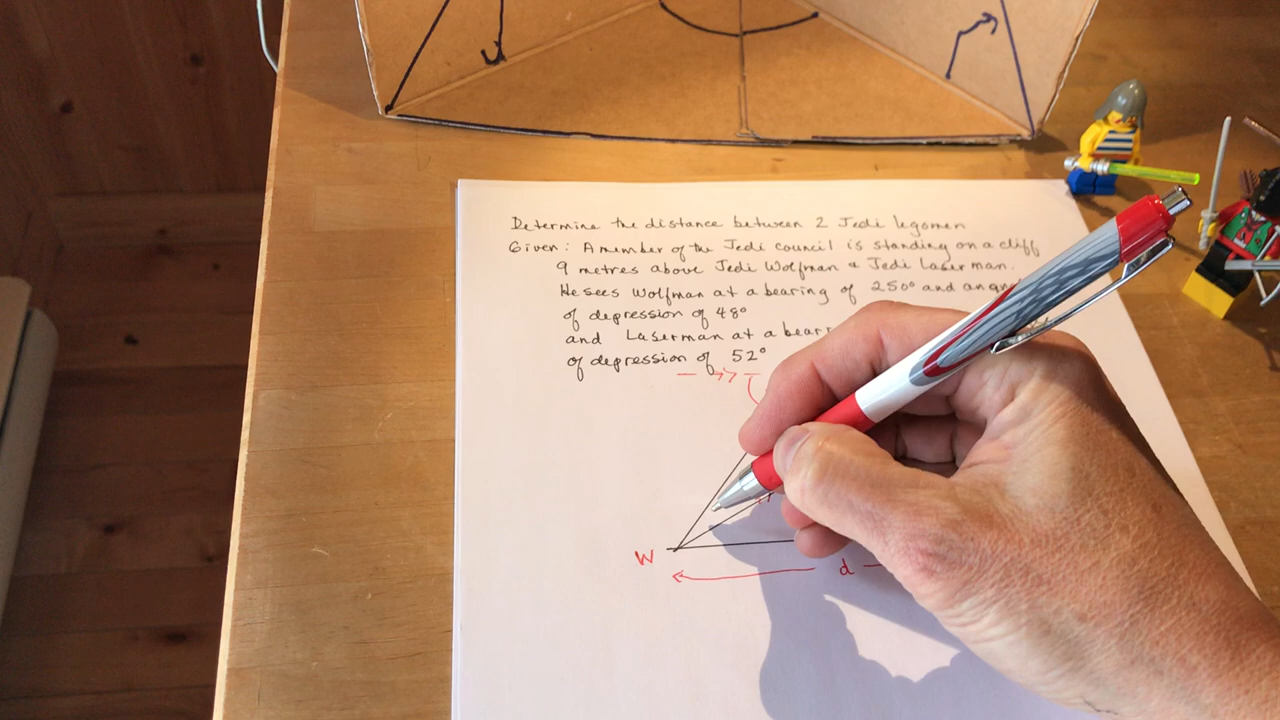 Determine the distance between 2 Jedi legomen
Given: A member of the Jedi council is standing on a cliff
9 metres above Jedi Wolfman & Jedi Laserman.
He sees Wolfman at a bearing of 250° and an
of depression of 48°
and Laserman at a
of depression of 52°
W
d